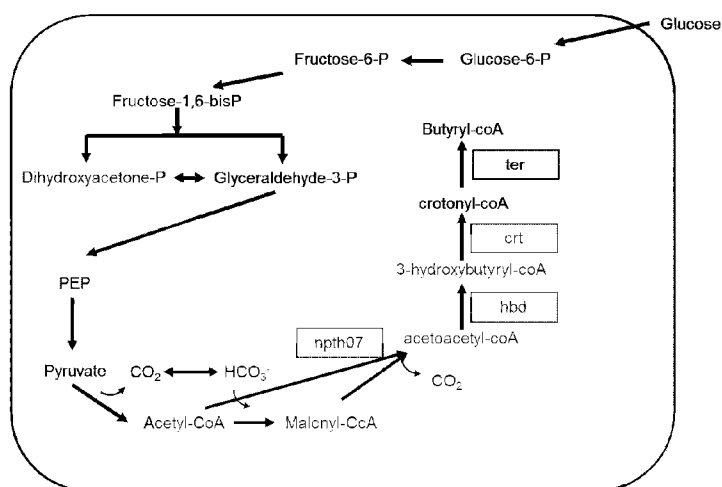 Glucose
Fructose-6-P
Glucose-6-P
Fructose-1,6-bisP
Butyryl-coA
ter
Dihydroxyacetone-P
Glyceraldehyde-3-P
crotonyl-coA
crt
3-hydroxybutyryl-coA
PEP
hbd
npth07
acetoacetyl-coA
Pyruvate
CO₂
HCO₃⁻
CO₂
Acetyl-CoA
Malonyl-CoA